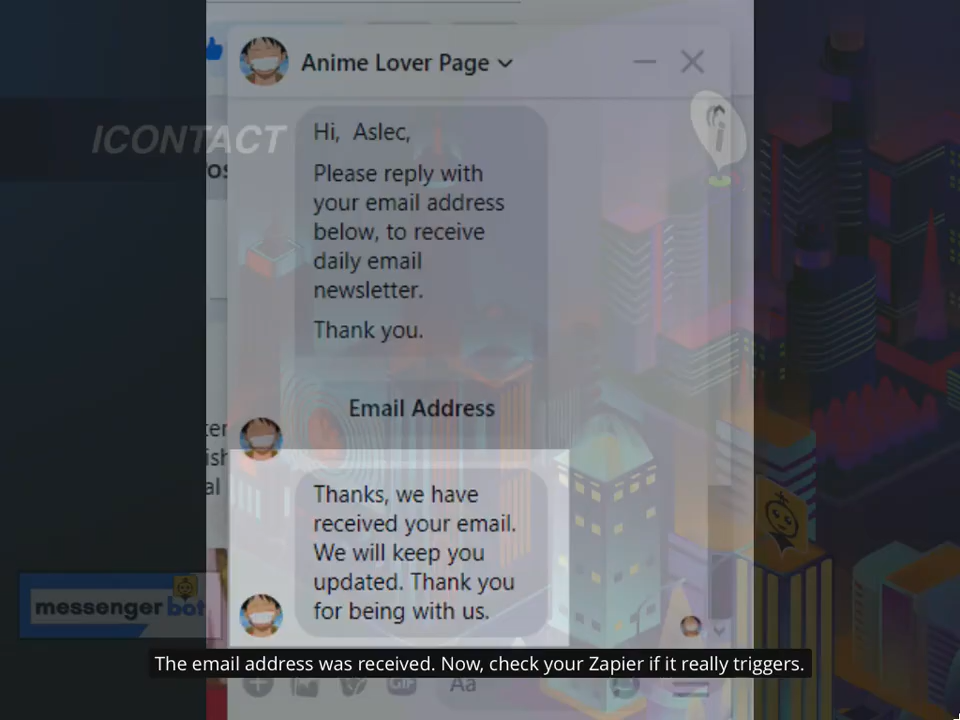 Anime Lover Page
ICONTACT
Hi, Aslec,
Please reply with
your email address
below, to receive
daily email
newsletter.
Thank you.
Email Address
Thanks, we have
received your email.
We will keep you
updated. Thank you
for being with us.
messenger bot
The email address was received. Now, check your Zapier if it really triggers.
GIF
Aa